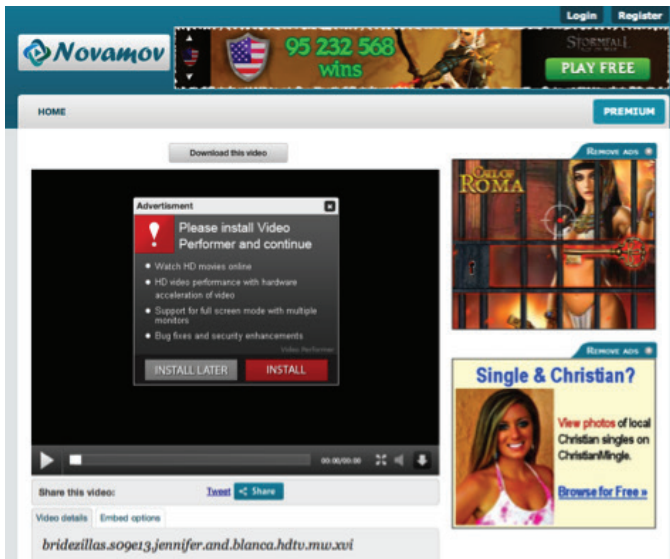 Login Register
Novamov
95 232 568
wins
STORMFALL
PLAY FREE
HOME
PREMIUM
Download this video
REMOVE ADS
CALL OF
ROMA
Advertisment
Please install Video
Performer and continue
Watch HD movies online
HD video performance with hardware
acceleration of video
Support for full screen mode with multiple
monitors
Bug fixes and security enhancements
Video Performer
INSTALL LATER INSTALL
00:00/00:00
REMOVE ADS
Single & Christian?
View photos of local
Christian singles on
ChristianMingle.
Browse for Free »
Share this video: Tweet Share
Video details Embed options
bridezillas.s09e13.jennifer.and.blanca.hdtv.mw.xvi